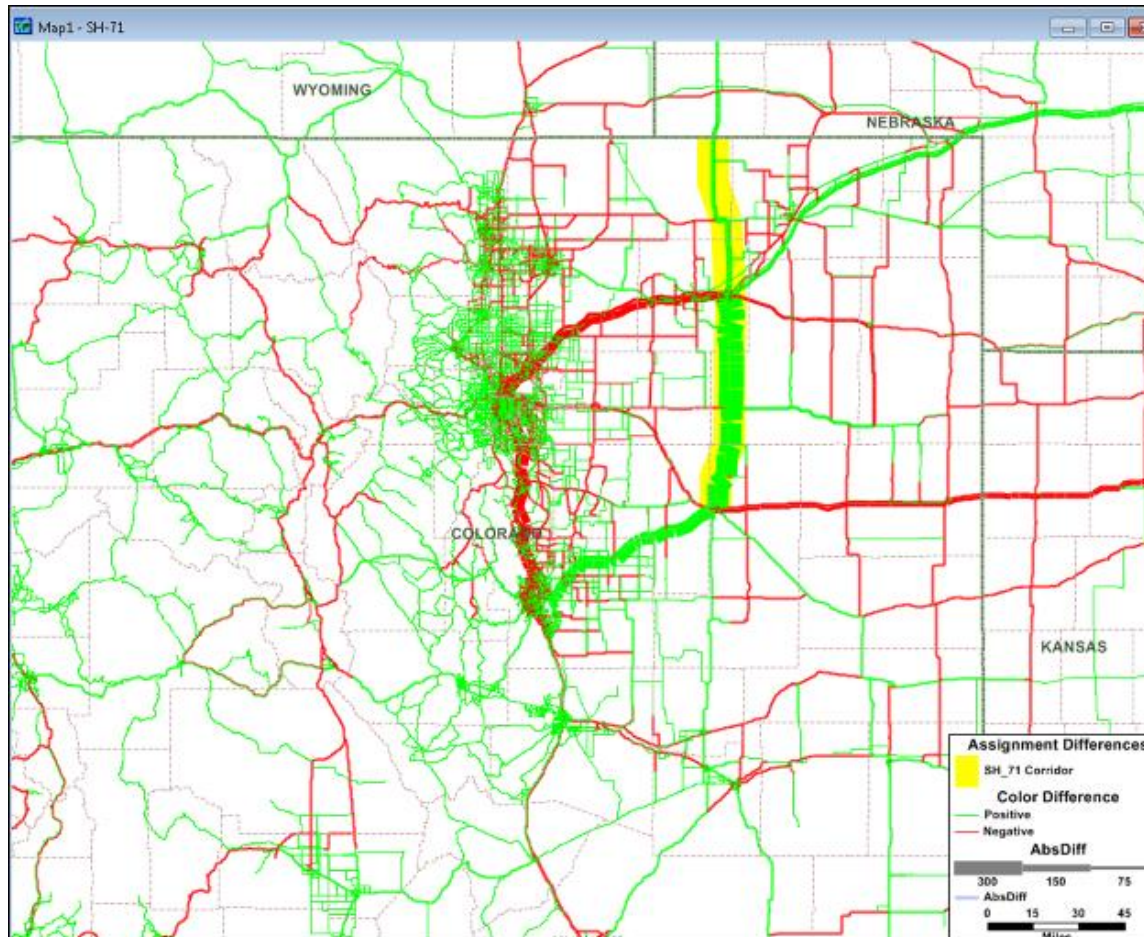 Map1 - SH-71
WYOMING
NEBRASKA
COLORADO
KANSAS
Assignment Differences
SH_71 Corridor
Color Difference
Positive
Negative
AbsDiff
300 150 75
AbsDiff
0 15 30 45
Miles